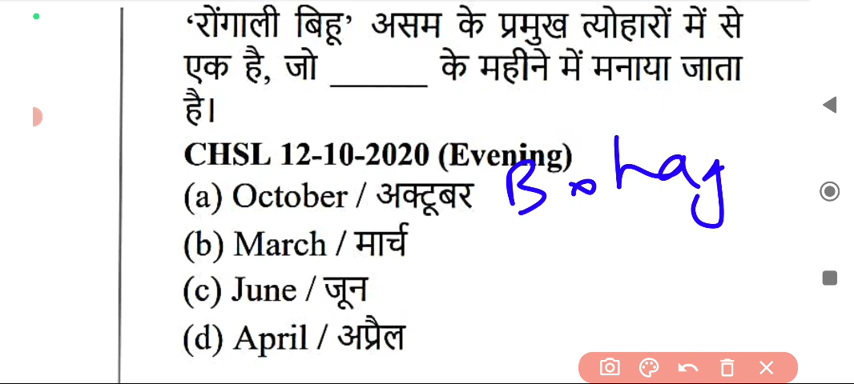 ‘रोंगाली बिहू’ असम के प्रमुख त्योहारों में से
एक है, जो ______ के महीने में मनाया जाता
है।
CHSL 12-10-2020 (Evening)
Bohag
(a) October / अक्टूबर
(b) March / मार्च
(c) June / जून
(d) April / अप्रैल